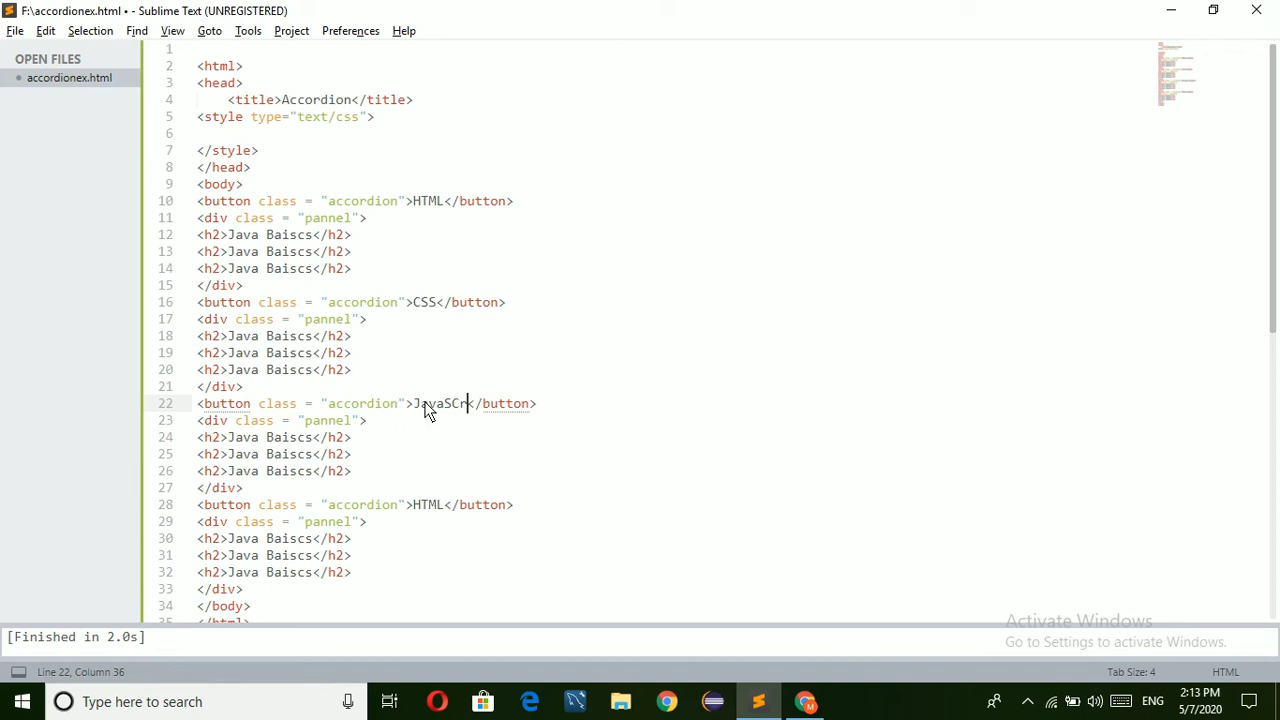 F:\accordionex.html • - Sublime Text (UNREGISTERED)
File Edit Selection Find View Goto Tools Project Preferences Help
OPEN FILES
accordionex.html
1
2 <html>
3 <head>
4 <title>Accordion</title>
5 <style type="text/css">
6
7 </style>
8 </head>
9 <body>
10 <button class = "accordion">HTML</button>
11 <div class = "pannel">
12 <h2>Java Baiscs</h2>
13 <h2>Java Baiscs</h2>
14 <h2>Java Baiscs</h2>
15 </div>
16 <button class = "accordion">CSS</button>
17 <div class = "pannel">
18 <h2>Java Baiscs</h2>
19 <h2>Java Baiscs</h2>
20 <h2>Java Baiscs</h2>
21 </div>
22 <button class = "accordion">JavaSCr</button>
23 <div class = "pannel">
24 <h2>Java Baiscs</h2>
25 <h2>Java Baiscs</h2>
26 <h2>Java Baiscs</h2>
27 </div>
28 <button class = "accordion">HTML</button>
29 <div class = "pannel">
30 <h2>Java Baiscs</h2>
31 <h2>Java Baiscs</h2>
32 <h2>Java Baiscs</h2>
33 </div>
34 </body>
</html>
[Finished in 2.0s]
Activate Windows
Go to Settings to activate Windows.
Line 22, Column 36 Tab Size: 4 HTML
Type here to search
ENG
2:13 PM
5/7/2020